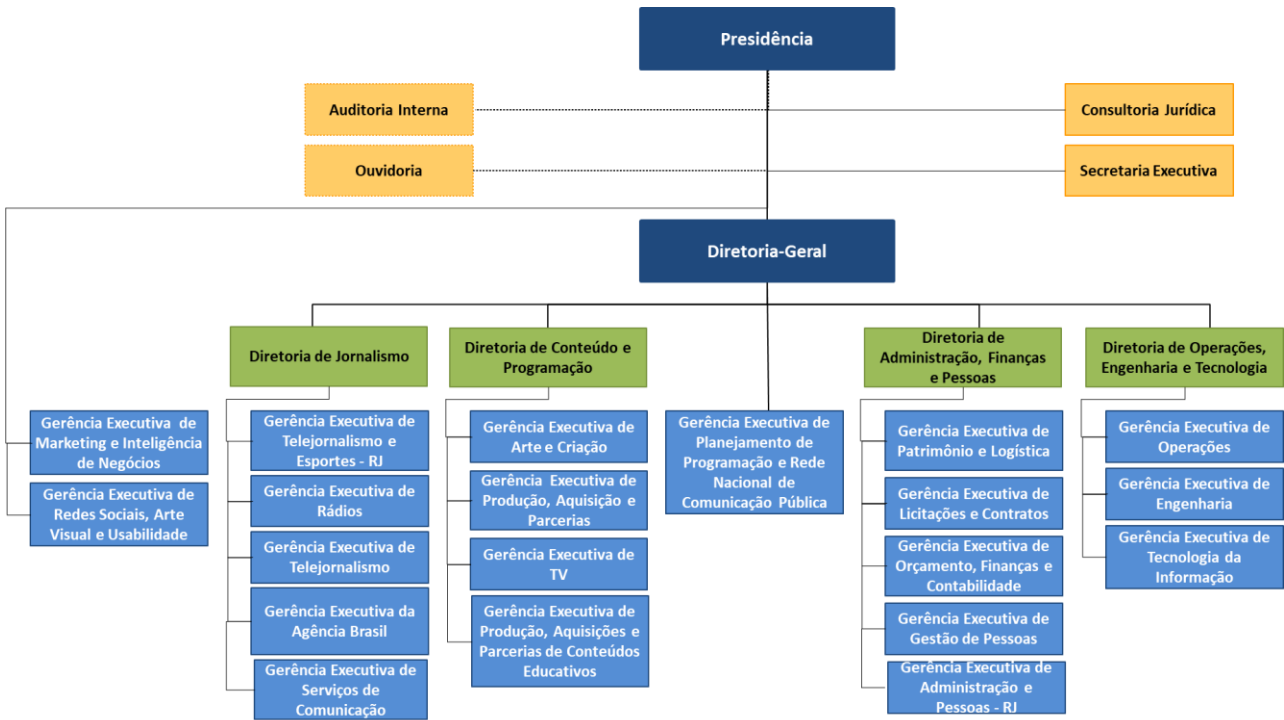 Presidência
Auditoria Interna
Consultoria Jurídica
Ouvidoria
Secretaria Executiva
Diretoria-Geral
Diretoria de Jornalismo
Diretoria de Conteúdo e
Programação
Diretoria de
Administração, Finanças
e Pessoas
Diretoria de Operações,
Engenharia e Tecnologia
Gerência Executiva de
Marketing e Inteligência
de Negócios
Gerência Executiva de
Redes Sociais, Arte
Visual e Usabilidade
Gerência Executiva de
Telejornalismo e
Esportes - RJ
Gerência Executiva de
Rádios
Gerência Executiva de
Telejornalismo
Gerência Executiva da
Agência Brasil
Gerência Executiva de
Serviços de
Comunicação
Gerência Executiva de
Arte e Criação
Gerência Executiva de
Produção, Aquisição e
Parcerias
Gerência Executiva de
TV
Gerência Executiva de
Produção, Aquisições e
Parcerias de Conteúdos
Educativos
Gerência Executiva de
Planejamento de
Programação e Rede
Nacional de
Comunicação Pública
Gerência Executiva de
Patrimônio e Logística
Gerência Executiva de
Licitações e Contratos
Gerência Executiva de
Orçamento, Finanças e
Contabilidade
Gerência Executiva de
Gestão de Pessoas
Gerência Executiva de
Administração e
Pessoas - RJ
Gerência Executiva de
Operações
Gerência Executiva de
Engenharia
Gerência Executiva de
Tecnologia da
Informação